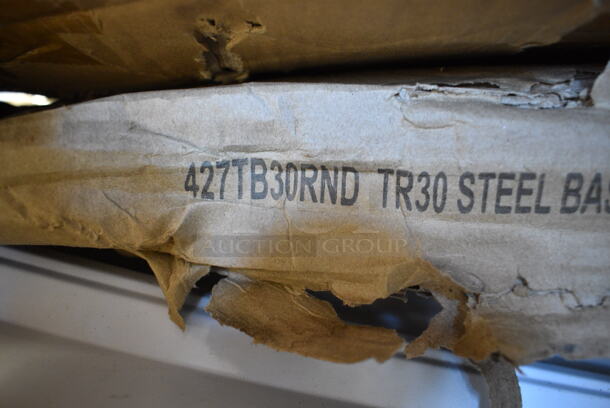 427TB30RND TR30 STEEL BAS
AUCTION GROUP